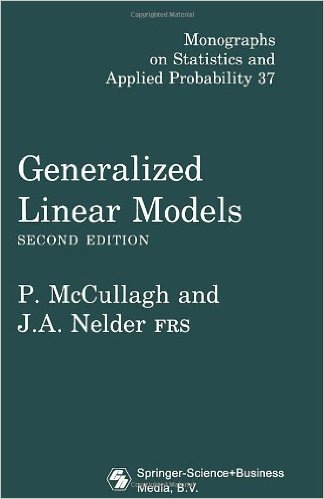 Monographs
on Statistics and
Applied Probability 37
Generalized
Linear Models
SECOND EDITION
P. McCullagh and
J.A. Nelder FRS
Springer-Science+Business
Media, B.V.